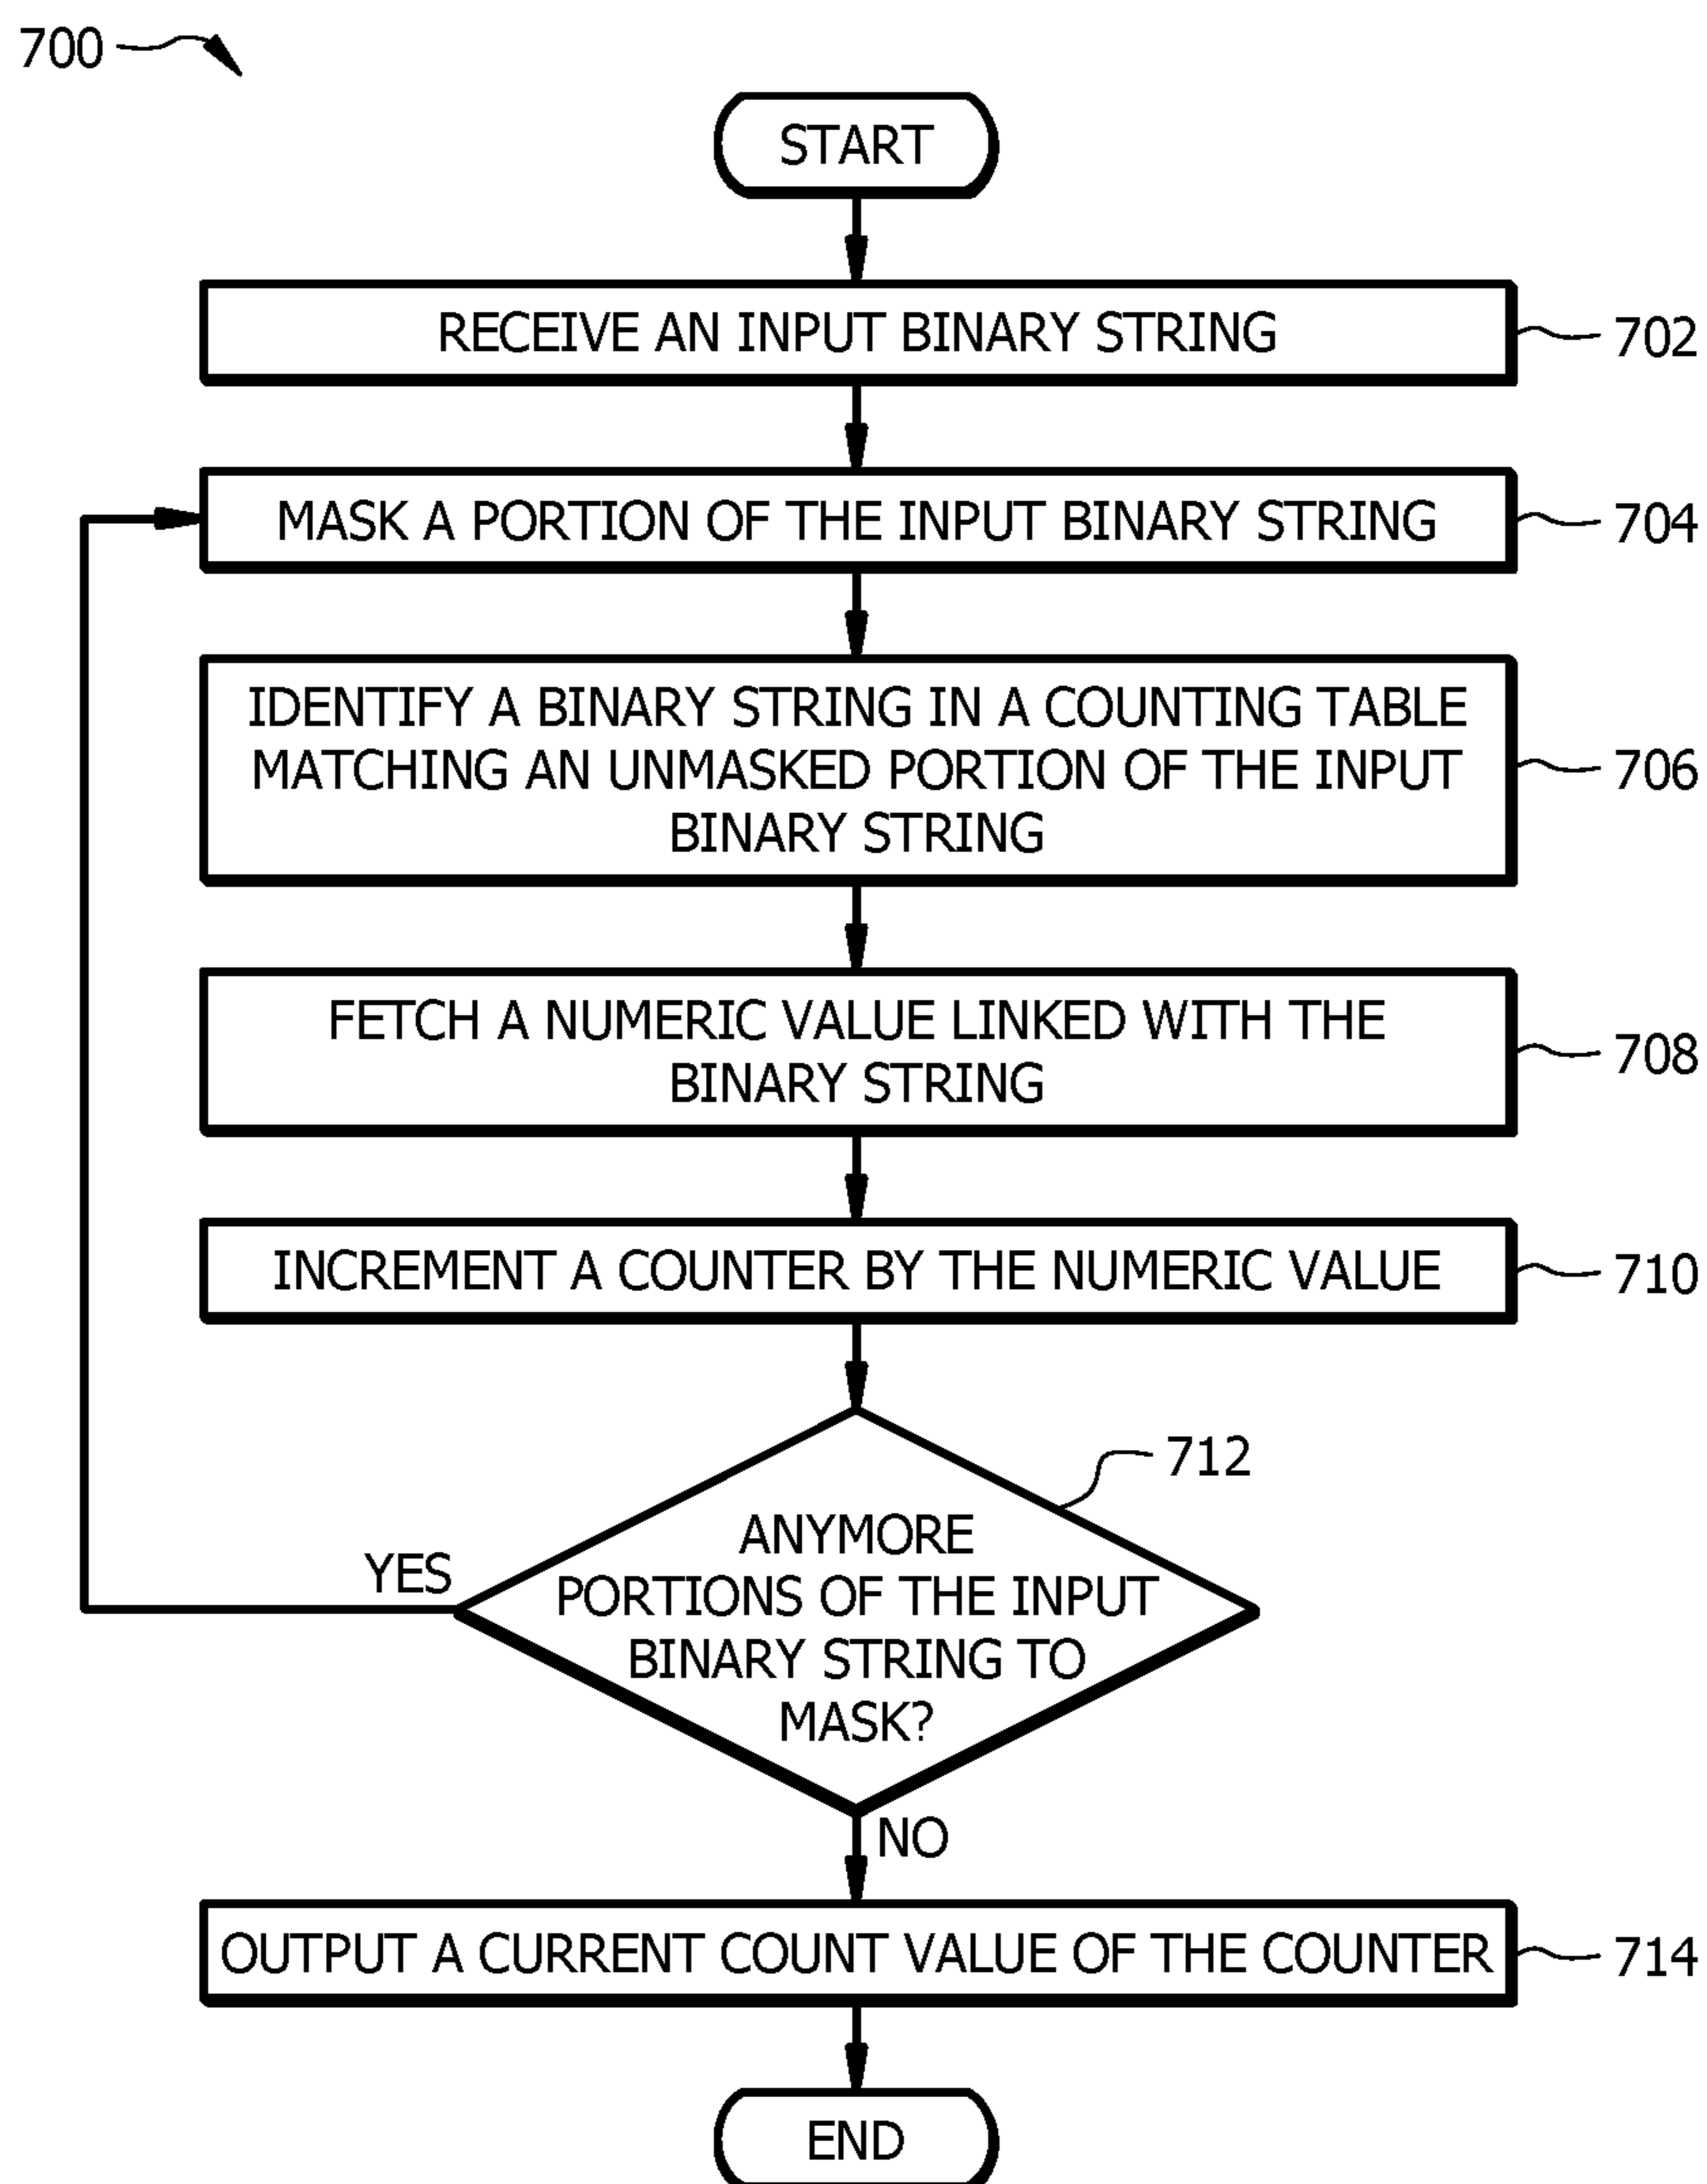 700
START
RECEIVE AN INPUT BINARY STRING
702
MASK A PORTION OF THE INPUT BINARY STRING
704
IDENTIFY A BINARY STRING IN A COUNTING TABLE
MATCHING AN UNMASKED PORTION OF THE INPUT
BINARY STRING
706
FETCH A NUMERIC VALUE LINKED WITH THE
BINARY STRING
708
INCREMENT A COUNTER BY THE NUMERIC VALUE
710
712
ANYMORE
PORTIONS OF THE INPUT
BINARY STRING TO
MASK?
YES
NO
OUTPUT A CURRENT COUNT VALUE OF THE COUNTER
714
END